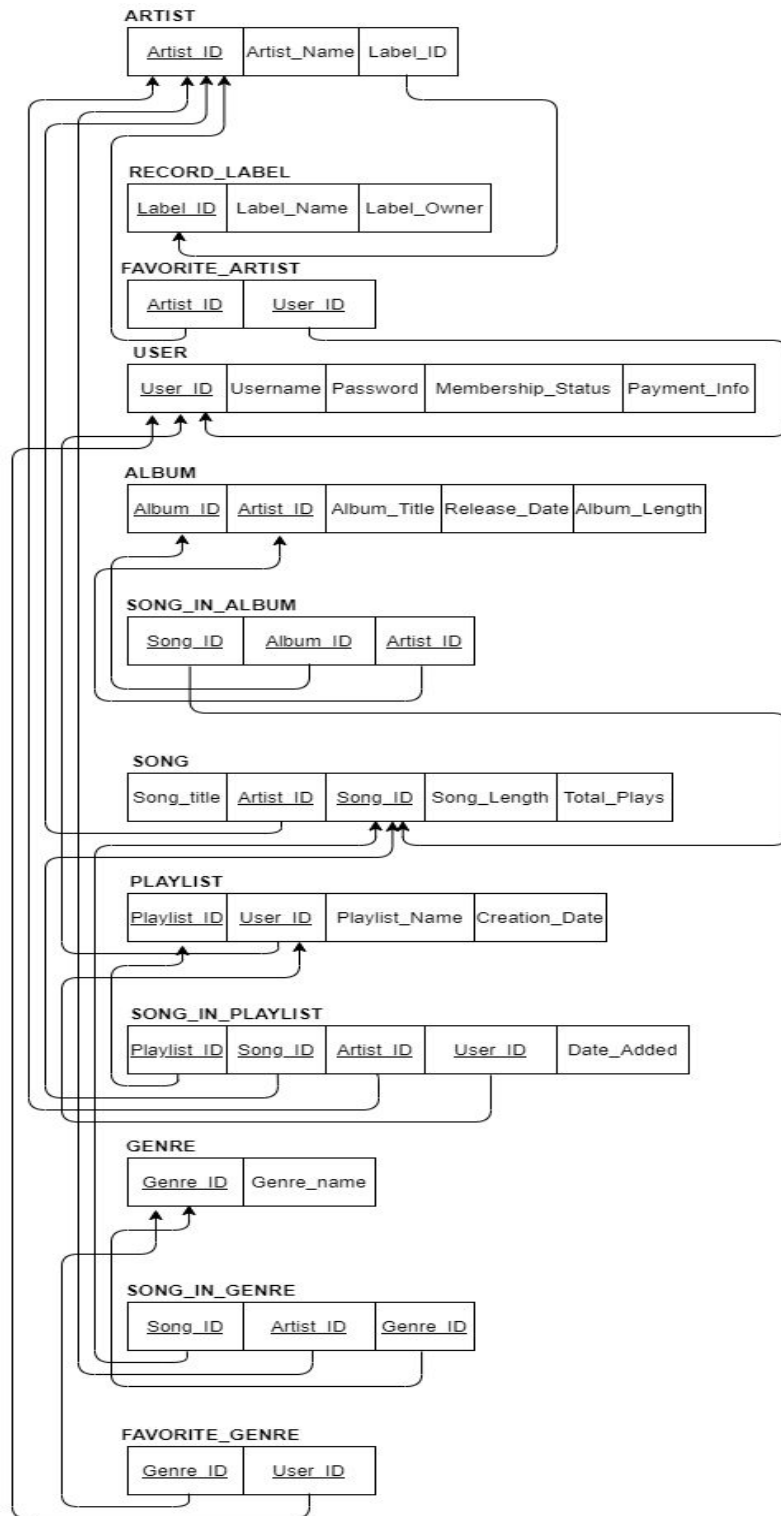 ARTIST
Artist_ID Artist_Name Label_ID
RECORD_LABEL
Label_ID Label_Name Label_Owner
FAVORITE_ARTIST
Artist_ID User_ID
USER
User_ID Username Password Membership_Status Payment_Info
ALBUM
Album_ID Artist_ID Album_Title Release_Date Album_Length
SONG_IN_ALBUM
Song_ID Album_ID Artist_ID
SONG
Song_title Artist_ID Song_ID Song_Length Total_Plays
PLAYLIST
Playlist_ID User_ID Playlist_Name Creation_Date
SONG_IN_PLAYLIST
Playlist_ID Song_ID Artist_ID User_ID Date_Added
GENRE
Genre_ID Genre_name
SONG_IN_GENRE
Song_ID Artist_ID Genre_ID
FAVORITE_GENRE
Genre_ID User_ID